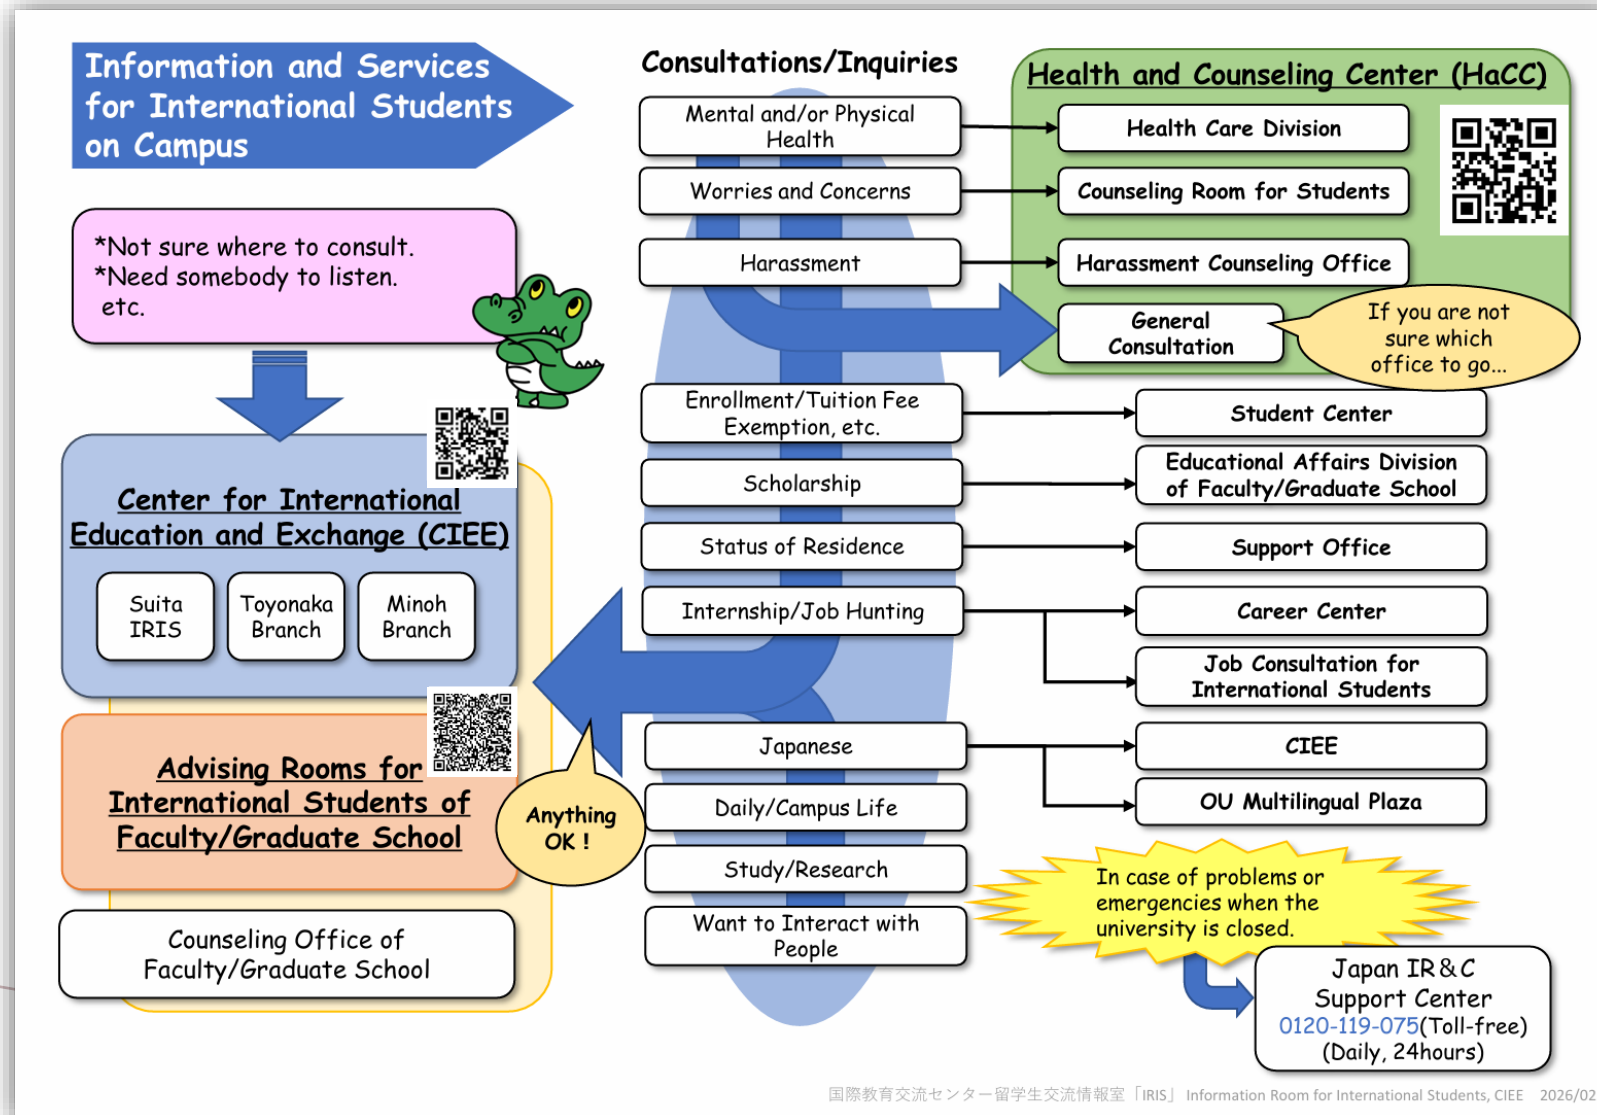 Information and Services
for International Students
on Campus
*Not sure where to consult.
*Need somebody to listen.
etc.
Center for International
Education and Exchange (CIEE)
Suita
IRIS
Toyonaka
Branch
Minoh
Branch
Advising Rooms for
International Students of
Faculty/Graduate School
Counseling Office of
Faculty/Graduate School
Anything
OK !
Consultations/Inquiries
Mental and/or Physical
Health
Worries and Concerns
Harassment
Enrollment/Tuition Fee
Exemption, etc.
Scholarship
Status of Residence
Internship/Job Hunting
Japanese
Daily/Campus Life
Study/Research
Want to Interact with
People
Health and Counseling Center (HaCC)
Health Care Division
Counseling Room for Students
Harassment Counseling Office
General
Consultation
If you are not
sure which
office to go...
Student Center
Educational Affairs Division
of Faculty/Graduate School
Support Office
Career Center
Job Consultation for
International Students
CIEE
OU Multilingual Plaza
In case of problems or
emergencies when the
university is closed.
Japan IR＆C
Support Center
0120-119-075(Toll-free)
(Daily, 24hours)
国際教育交流センター留学生交流情報室「IRIS」 Information Room for International Students, CIEE 2026/02